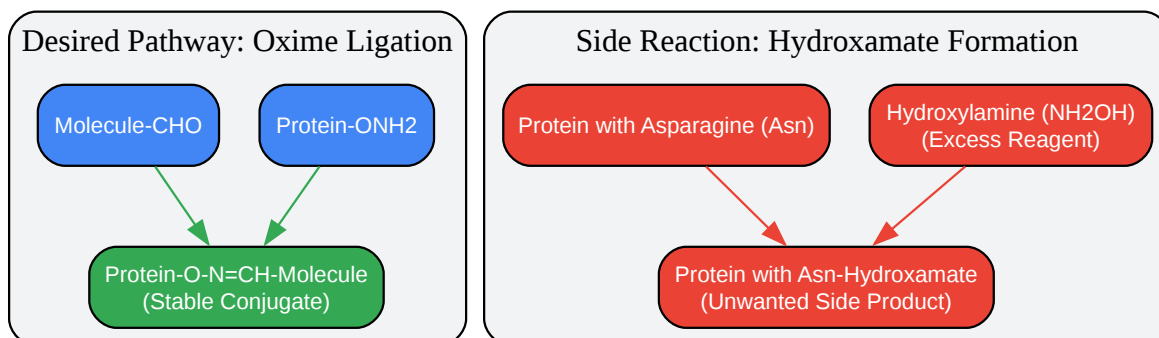 Desired Pathway: Oxime Ligation
Molecule-CHO
Protein-ONH2
Protein-O-N=CH-Molecule
(Stable Conjugate)
Side Reaction: Hydroxamate Formation
Protein with Asparagine (Asn)
Hydroxylamine (NH2OH)
(Excess Reagent)
Protein with Asn-Hydroxamate
(Unwanted Side Product)